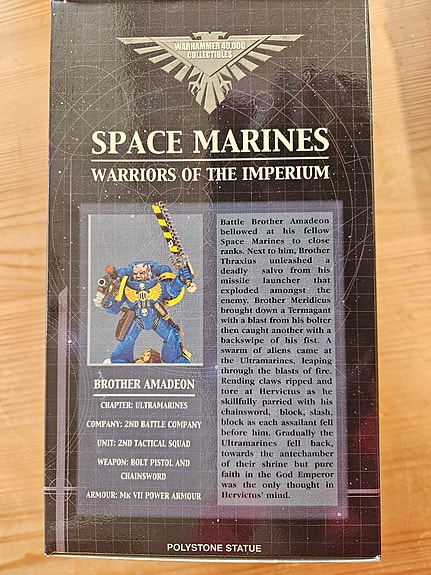 WARHAMMER 40,000
COLLECTIBLES
SPACE MARINES
WARRIORS OF THE IMPERIUM
BROTHER AMADEON
CHAPTER: ULTRAMARINES
COMPANY: 2ND BATTLE COMPANY
UNIT: 2ND TACTICAL SQUAD
WEAPON: BOLT PISTOL AND
CHAINSWORD
ARMOUR: MK VII POWER ARMOUR
Battle Brother Amadeon
bellowed at his fellow
Space Marines to close
ranks. Next to him, Brother
Thraxius unleashed a
deadly salvo from his
missile launcher that
exploded amongst the
enemy. Brother Meridicus
brought down a Termagant
with a blast from his bolter
then caught another with a
backswipe of his fist. A
swarm of aliens came at
the Ultramarines, leaping
through the blasts of fire.
Rending claws ripped and
tore at Hervictus as he
skilfully parried with his
chainsword, block, slash,
block as each assailant fell
before him. Gradually the
Ultramarines fell back,
towards the antechamber
of their shrine but pure
faith in the God Emperor
was the only thought in
Hervictus' mind.
POLYSTONE STATUE